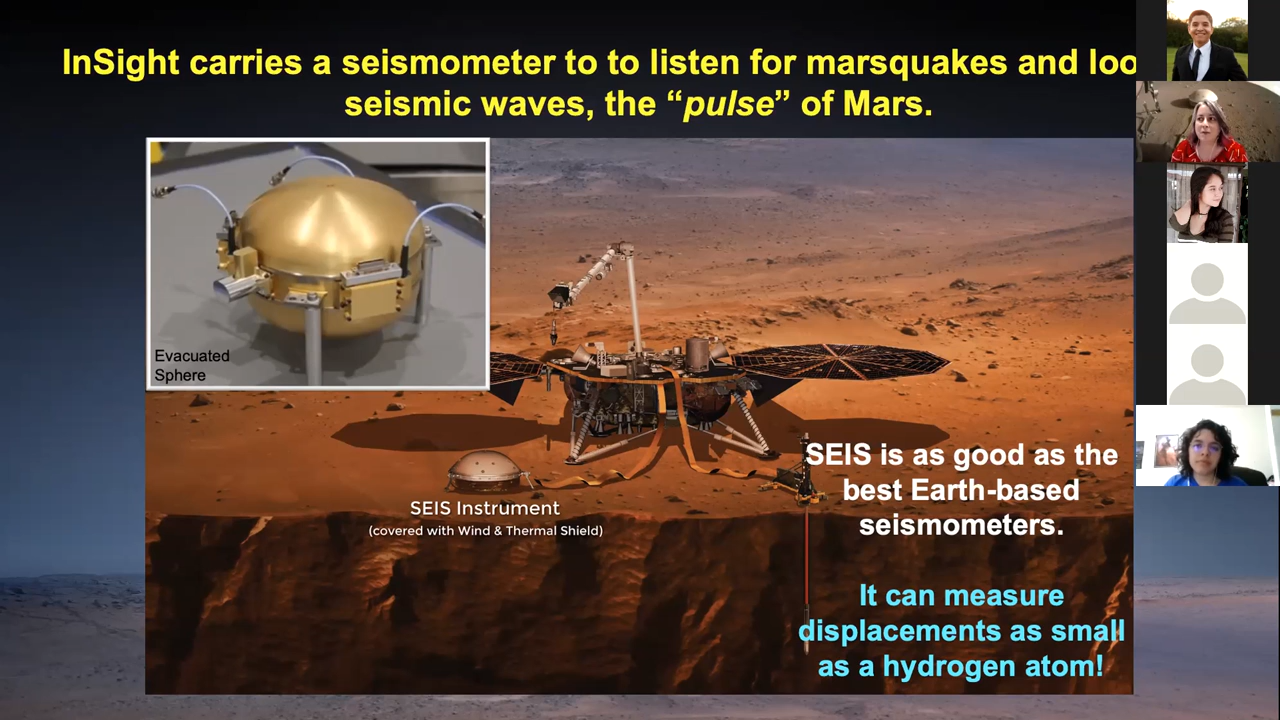 InSight carries a seismometer to to listen for marsquakes and loo
seismic waves, the “pulse” of Mars.
Evacuated
Sphere
SEIS Instrument
(covered with Wind & Thermal Shield)
SEIS is as good as the
best Earth-based
seismometers.
It can measure
displacements as small
as a hydrogen atom!